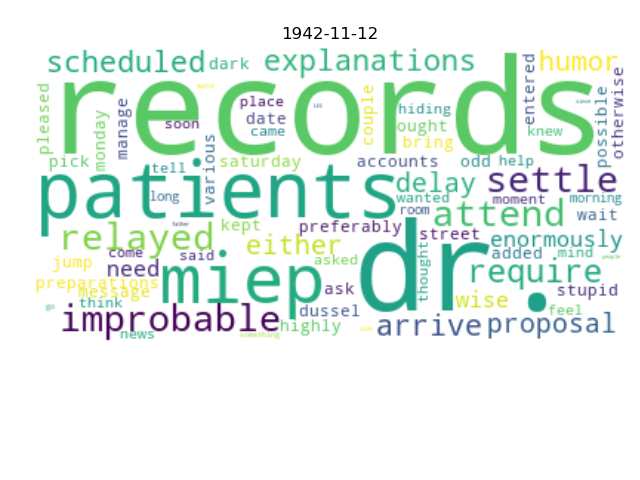 1942-11-12
scheduled dark explanations humor
records
pleased monday manage soon various place date came couple hiding ought bring entered knew possible otherwise
pick tell long saturday accounts odd help
patients delay settle
wanted room moment morning
relayed kept either preferably street attend wait
dr.
come said need asked thought added mind enormously
jump miep require
preparations message think ask dussel wise stupid
improbable highly arrive proposal feel
news